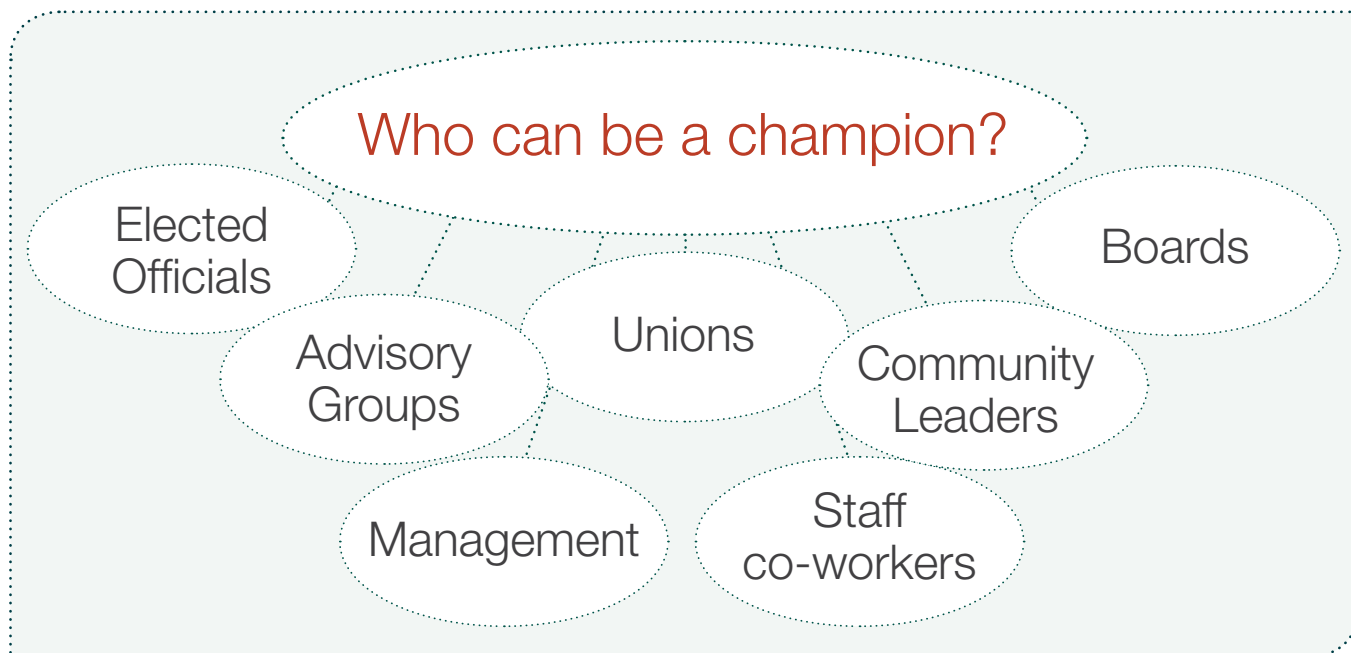 Who can be a champion?
Elected
Officials
Boards
Unions
Advisory
Groups
Community
Leaders
Management
Staff
co-workers